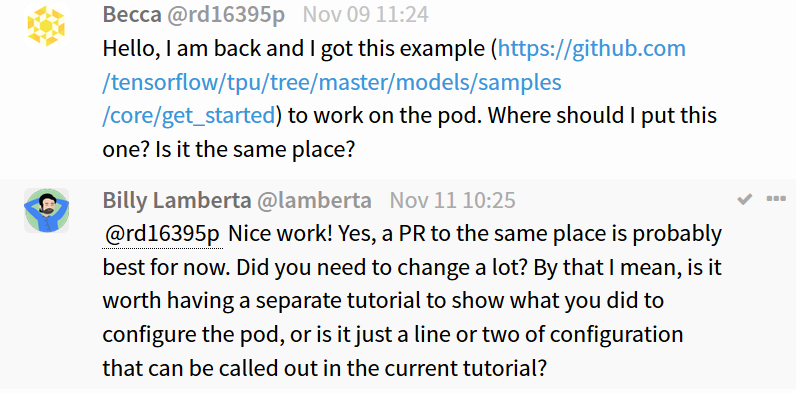 Becca @rd16395p Nov 09 11:24
Hello, I am back and I got this example (https://github.com
/tensorflow/tpu/tree/master/models/samples
/core/get_started) to work on the pod. Where should I put this
one? Is it the same place?
Billy Lamberta @lamberta Nov 11 10:25
@rd16395p Nice work! Yes, a PR to the same place is probably
best for now. Did you need to change a lot? By that I mean, is it
worth having a separate tutorial to show what you did to
configure the pod, or is it just a line or two of configuration
that can be called out in the current tutorial?